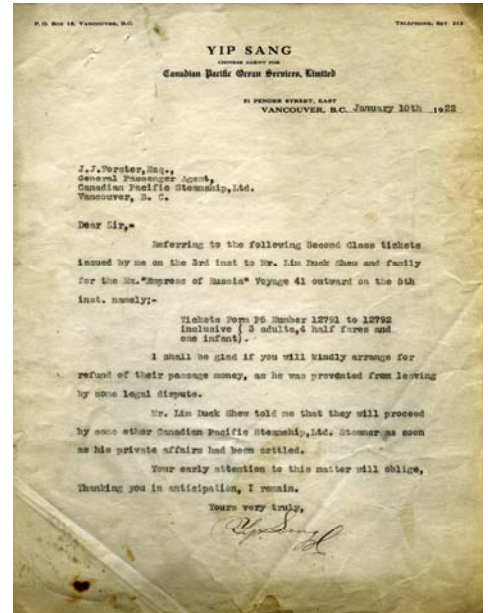 P. O. Box 18, Vancouver, B.C.
Telephone, Sey. 213
YIP SANG
CHINESE AGENT FOR
Canadian Pacific Ocean Services, Limited
51 PENDER STREET, EAST
VANCOUVER, B.C. January 10th 1922
J.J.Forster,Esq.,
General Passenger Agent,
Canadian Pacific Steamship,Ltd.
Vancouver, B. C.
Dear Sir,-
Referring to the following Second Class tickets
issued by me on the 3rd inst to Mr. Lim Duck Shew and family
for the "Empress of Russia" Voyage 41 outward on the 5th
inst. namely;-
Tickets Form P6 Number 12791 to 12792
inclusive ( 3 adults,4 half fares and
one infant).
I shall be glad if you will kindly arrange for
refund of their passage money, as he was prevented from leaving
by some legal dispute.
Mr. Lim Duck Shew told me that they will proceed
by some other Canadian Pacific Steamship,Ltd. Steamer as soon
as his private affairs had been settled.
Your early attention to this matter will oblige,
Thanking you in anticipation, I remain.
Yours very truly,
Yip Sang